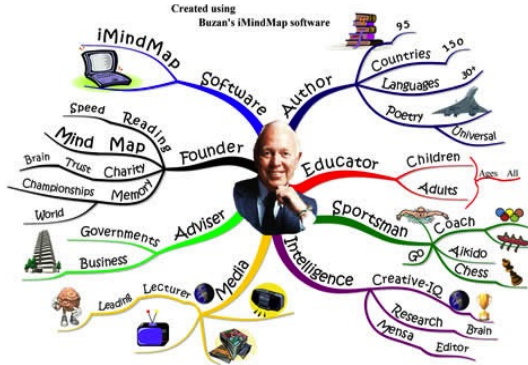 Created using
Buzan's iMindMap software
iMindMap
Software
Author
95
Countries
150
Languages
30+
Poetry
Universal
Founder
Speed Reading
Mind Map
Brain Trust Charity
World Championships Memory
Educator
Children
Adults
Ages All
Adviser
Governments
Business
Sportsman
Coach
Aikido
Chess
GO
Media
Lecturer
Leading
Intelligence
Creative-IQ
Research
Brain
Mensa
Editor